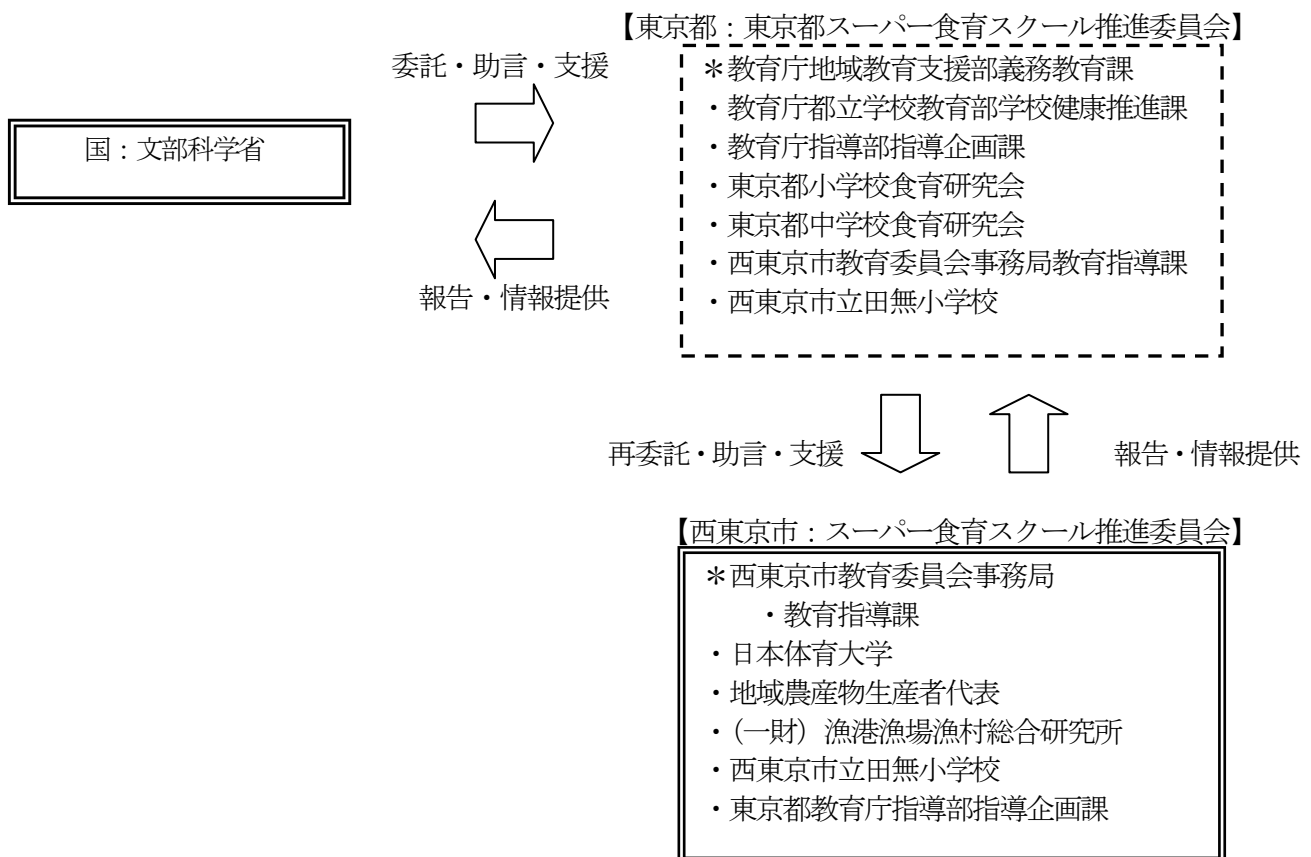 【東京都：東京都スーパー食育スクール推進委員会】
委託・助言・支援
＊教育庁地域教育支援部義務教育課
・教育庁都立学校教育部学校健康推進課
国：文部科学省
・教育庁指導部指導企画課
・東京都小学校食育研究会
・東京都中学校食育研究会
・西東京市教育委員会事務局教育指導課
報告・情報提供
・西東京市立田無小学校
再委託・助言・支援
報告・情報提供
【西東京市：スーパー食育スクール推進委員会】
＊西東京市教育委員会事務局
・教育指導課
・日本体育大学
・地域農産物生産者代表
・（一財）漁港漁場漁村総合研究所
・西東京市立田無小学校
・東京都教育庁指導部指導企画課